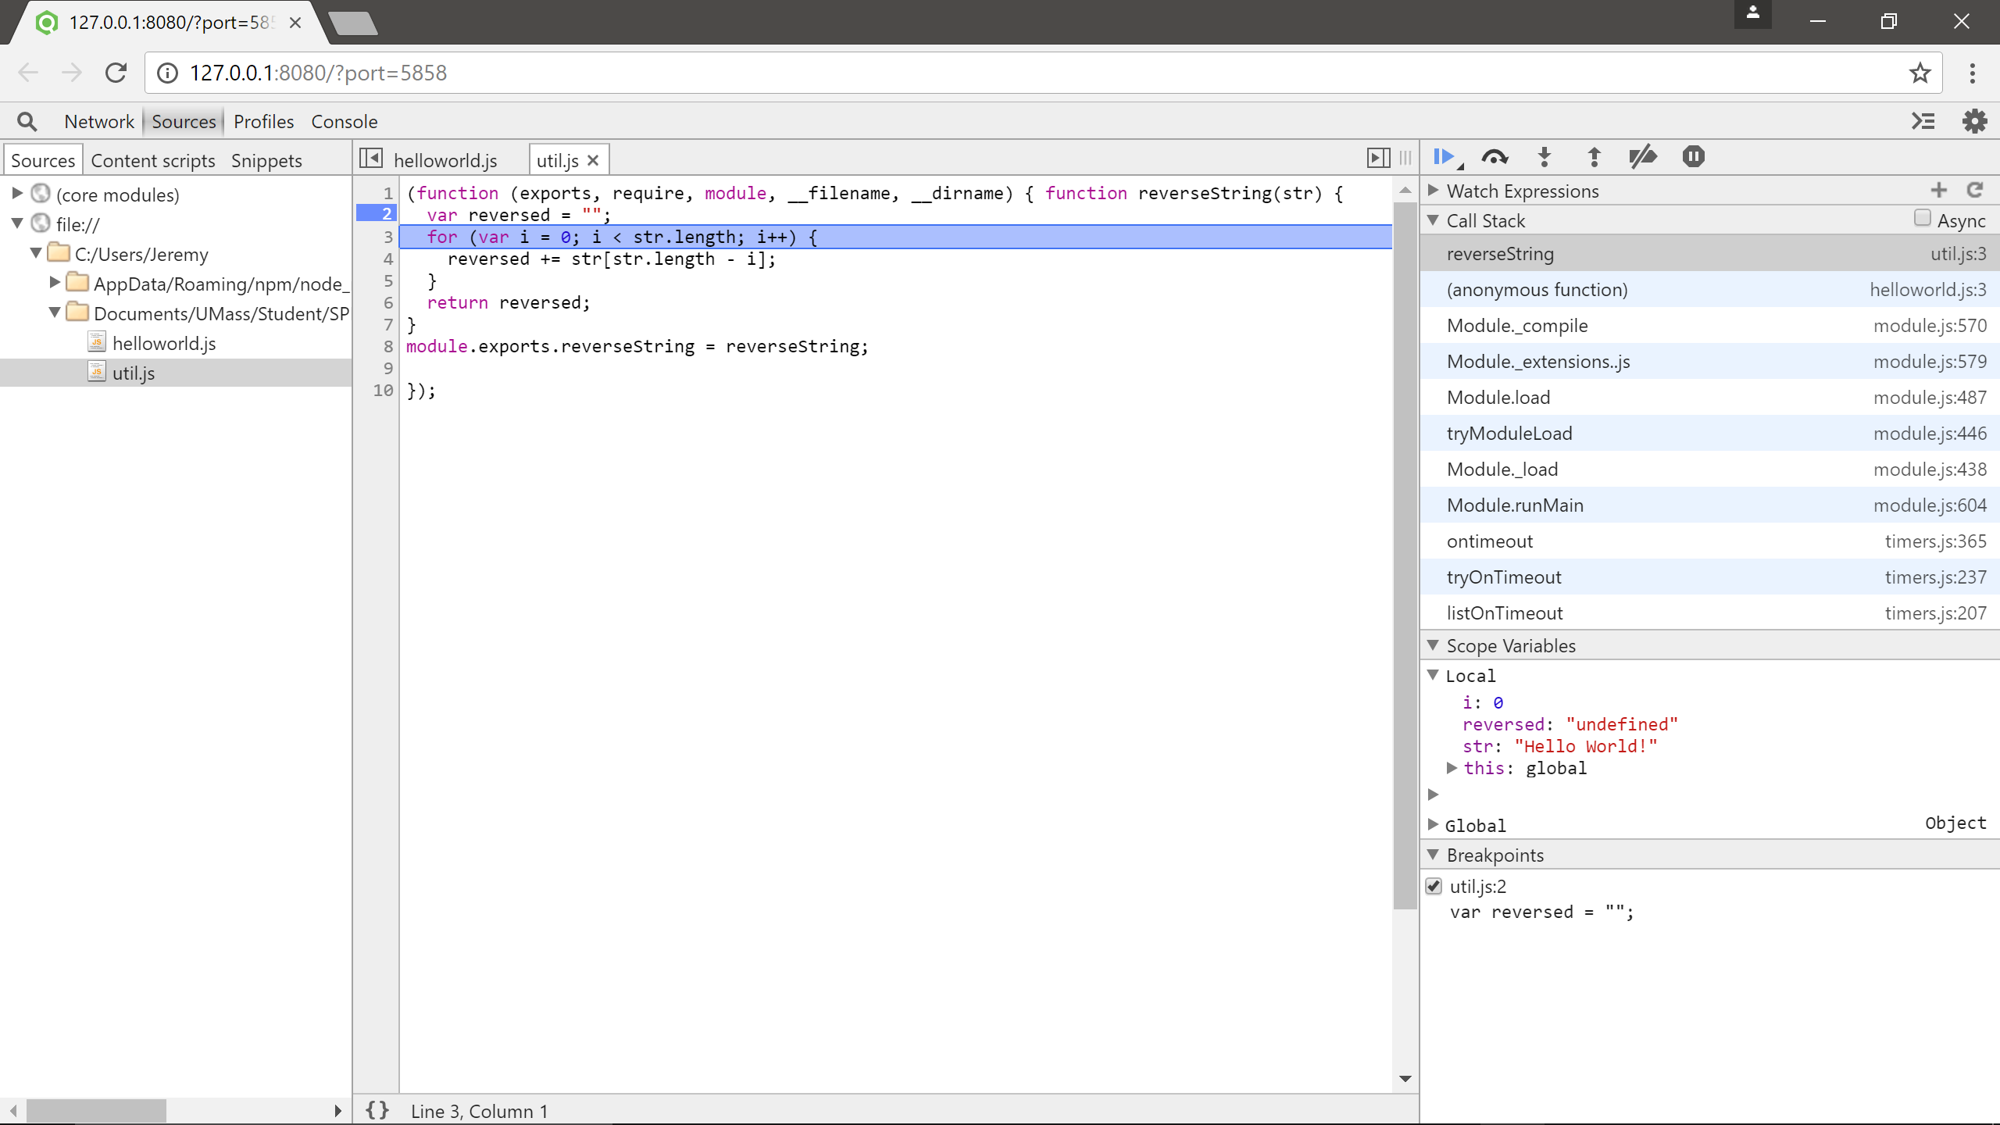 127.0.0.1:8080/?port=585
127.0.0.1:8080/?port=5858
Network Sources Profiles Console
Sources Content scripts Snippets
(core modules)
file://
C:/Users/Jeremy
AppData/Roaming/npm/node_
Documents/UMass/Student/SP
helloworld.js
util.js
helloworld.js util.js
1 (function (exports, require, module, __filename, __dirname) { function reverseString(str) {
2 var reversed = "";
3 for (var i = 0; i < str.length; i++) {
4 reversed += str[str.length - i];
5 }
6 return reversed;
7 }
8 module.exports.reverseString = reverseString;
9
10 });
{} Line 3, Column 1
Watch Expressions
Call Stack Async
reverseString util.js:3
(anonymous function) helloworld.js:3
Module._compile module.js:570
Module._extensions..js module.js:579
Module.load module.js:487
tryModuleLoad module.js:446
Module._load module.js:438
Module.runMain module.js:604
ontimeout timers.js:365
tryOnTimeout timers.js:237
listOnTimeout timers.js:207
Scope Variables
Local
i: 0
reversed: "undefined"
str: "Hello World!"
this: global
Global Object
Breakpoints
util.js:2
var reversed = "";